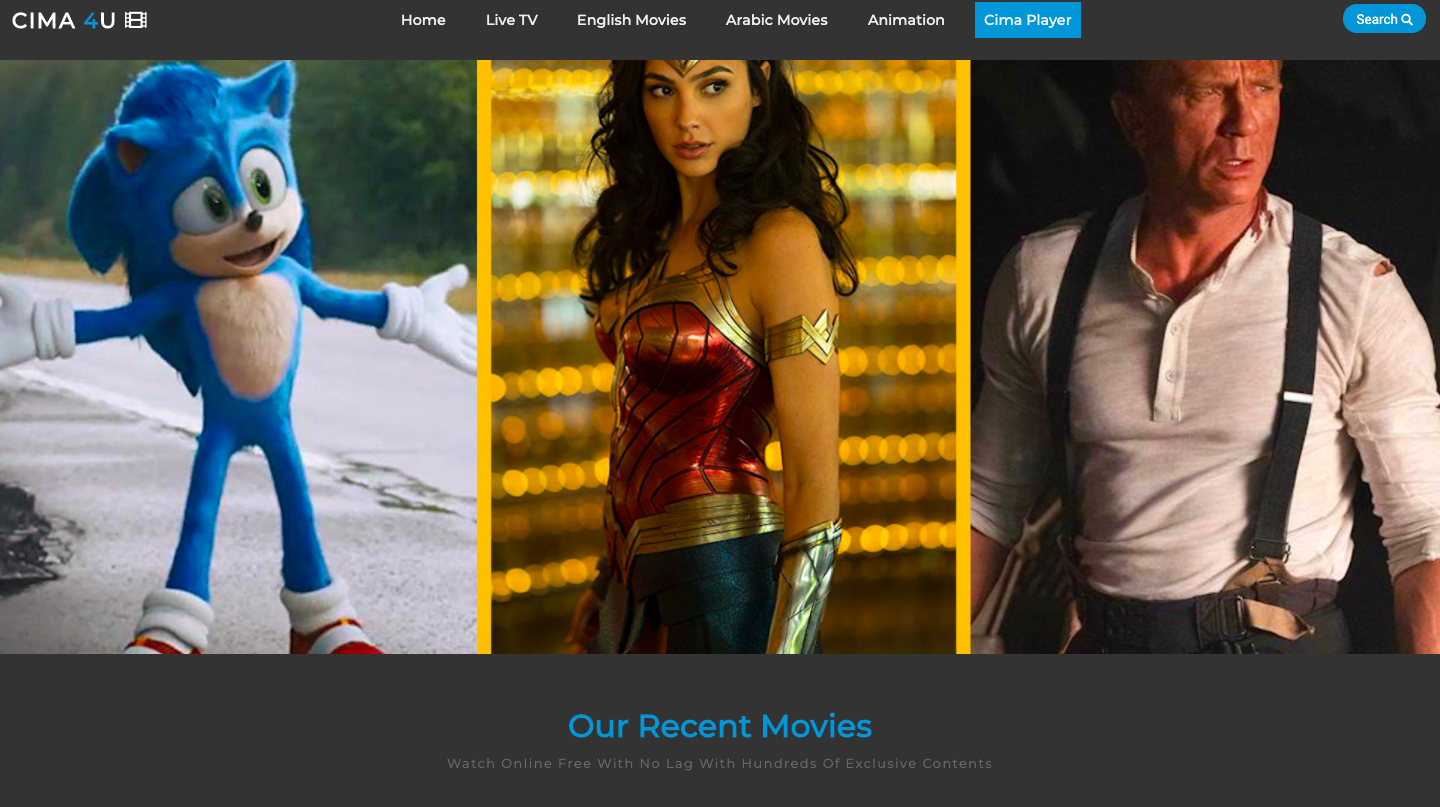 CIMA 4U
Home
Live TV
English Movies
Arabic Movies
Animation
Cima Player
Search
Our Recent Movies
Watch Online Free With No Lag With Hundreds Of Exclusive Contents